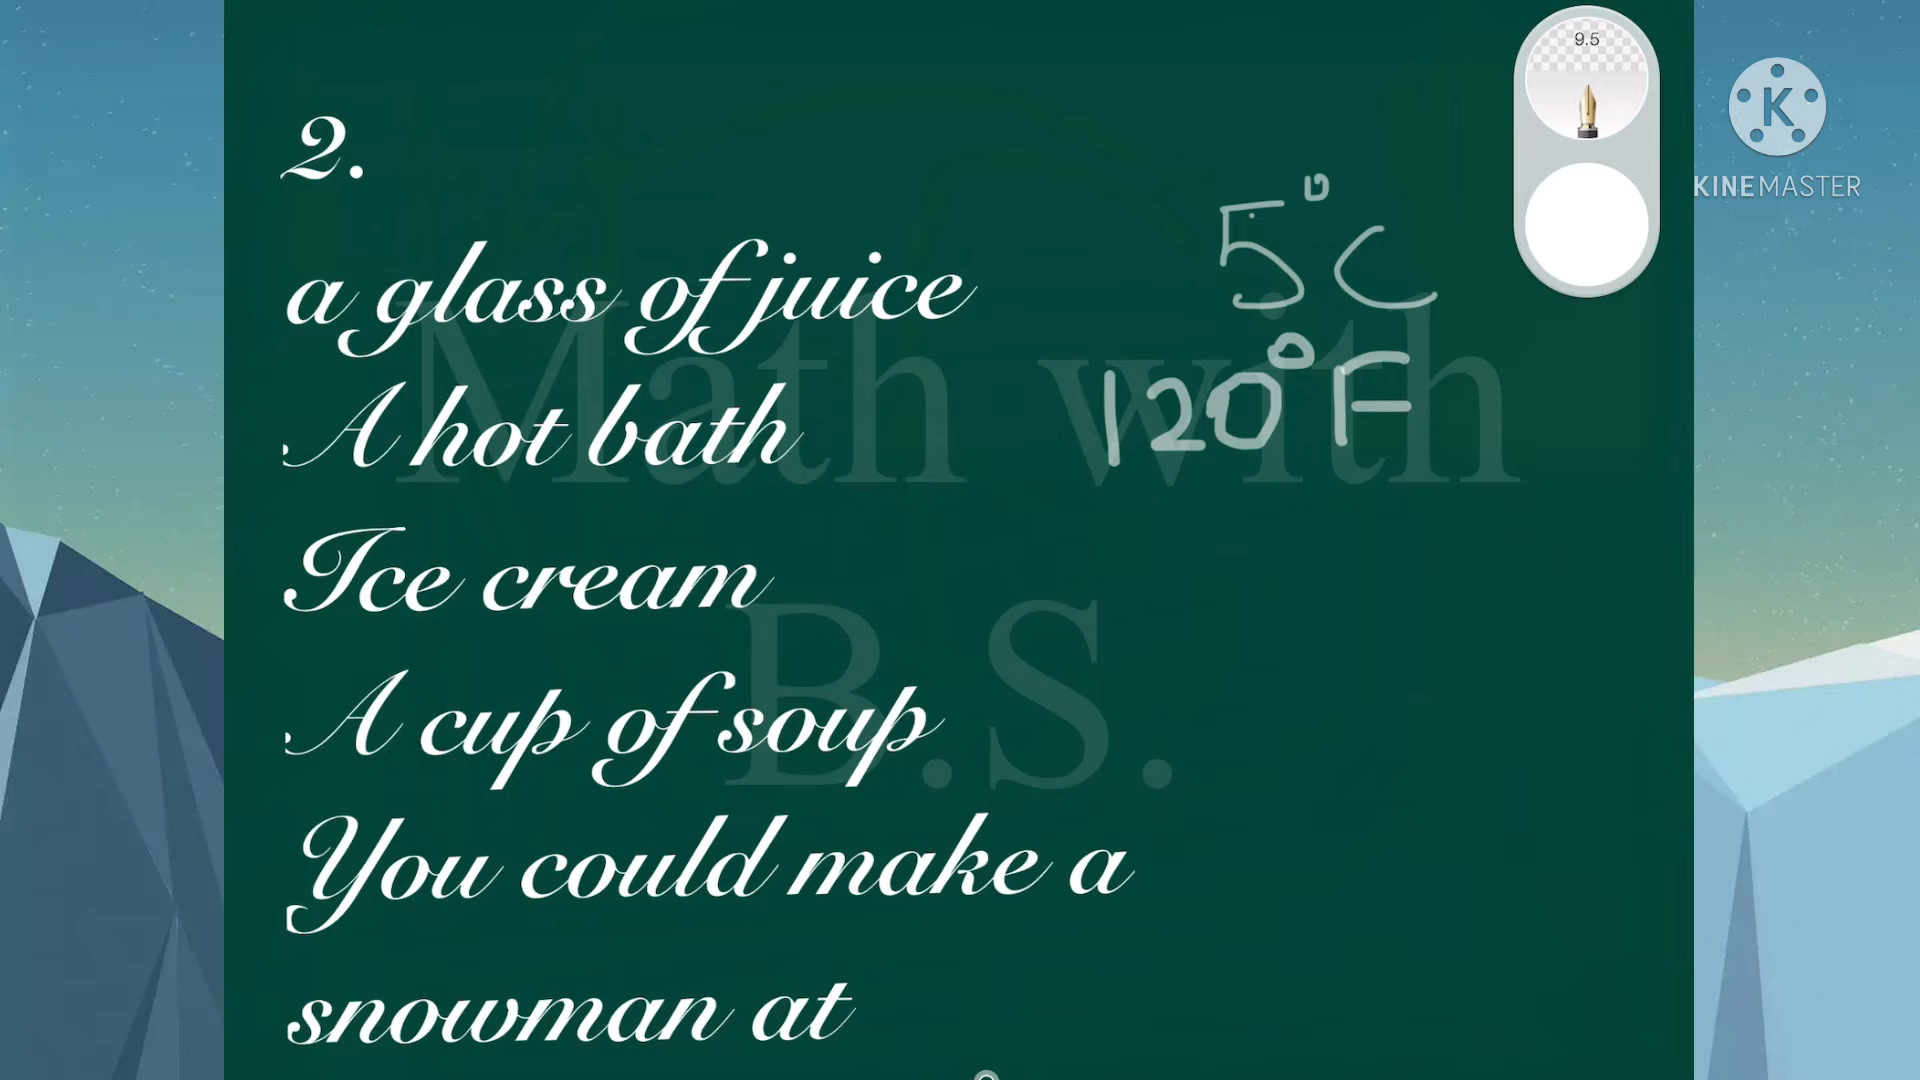 9.5
KINEMASTER
2.
a glass of juice 5°C
A hot bath 120°F
Ice cream
A cup of soup
You could make a
snowman at
Math with
B.S.